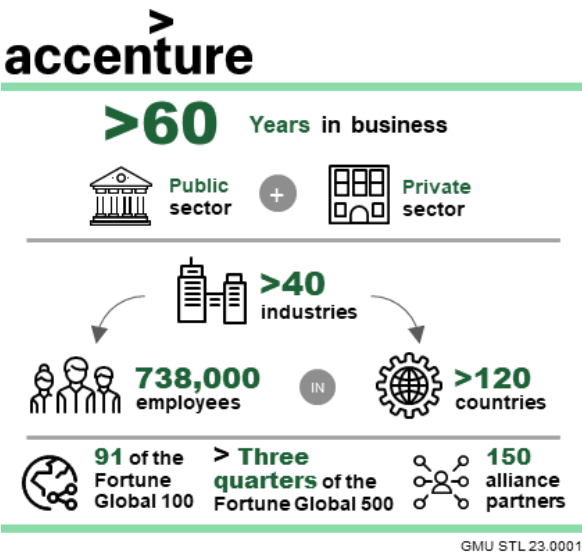 >
accenture
>60 Years in business
Public
sector
+
Private
sector
>40
industries
738,000
employees
IN
>120
countries
91 of the
Fortune
Global 100
> Three
quarters of the
Fortune Global 500
150
alliance
partners
GMU STL 23.0001